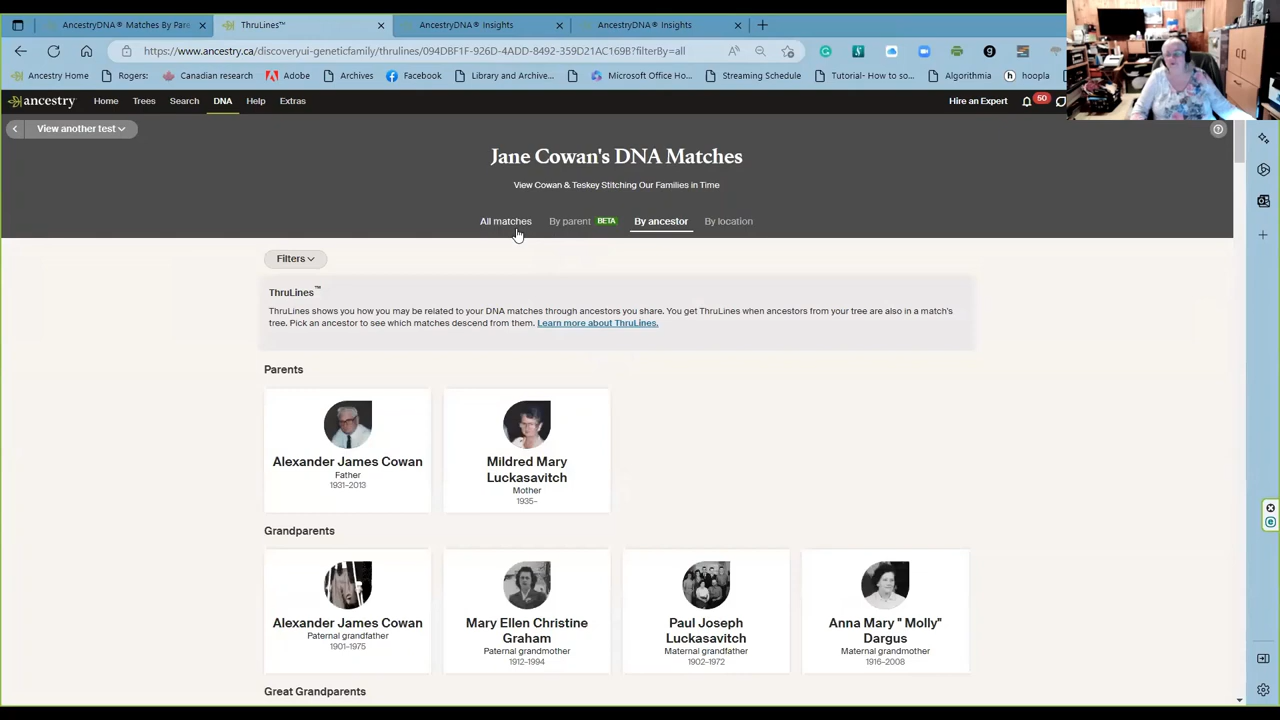 AncestryDNA® Matches By Pare
ThruLines™
AncestryDNA® Insights
AncestryDNA® Insights
https://www.ancestry.ca/discoveryui-geneticfamily/thrulines/094DBF7F-926D-4ADD-8492-359D21AC169B?filterBy=all
Ancestry Home
Rogers:
Canadian research
Adobe
Archives
Facebook
Library and Archive...
Microsoft Office Ho...
Streaming Schedule
Tutorial- How to so...
Algorithmia
hoopla
ancestry Home Trees Search DNA Help Extras Hire an Expert 50
View another test
Jane Cowan's DNA Matches
View Cowan & Teskey Stitching Our Families in Time
All matches By parent BETA By ancestor By location
Filters
ThruLines™
ThruLines shows you how you may be related to your DNA matches through ancestors you share. You get ThruLines when ancestors from your tree are also in a match's
tree. Pick an ancestor to see which matches descend from them. Learn more about ThruLines.
Parents
Alexander James Cowan
Father
1931–2013
Mildred Mary
Luckasavitch
Mother
1935–
Grandparents
Alexander James Cowan
Paternal grandfather
1901–1975
Mary Ellen Christine
Graham
Paternal grandmother
1912–1994
Paul Joseph
Luckasavitch
Maternal grandfather
1902–1972
Anna Mary " Molly"
Dargus
Maternal grandmother
1916–2008
Great Grandparents